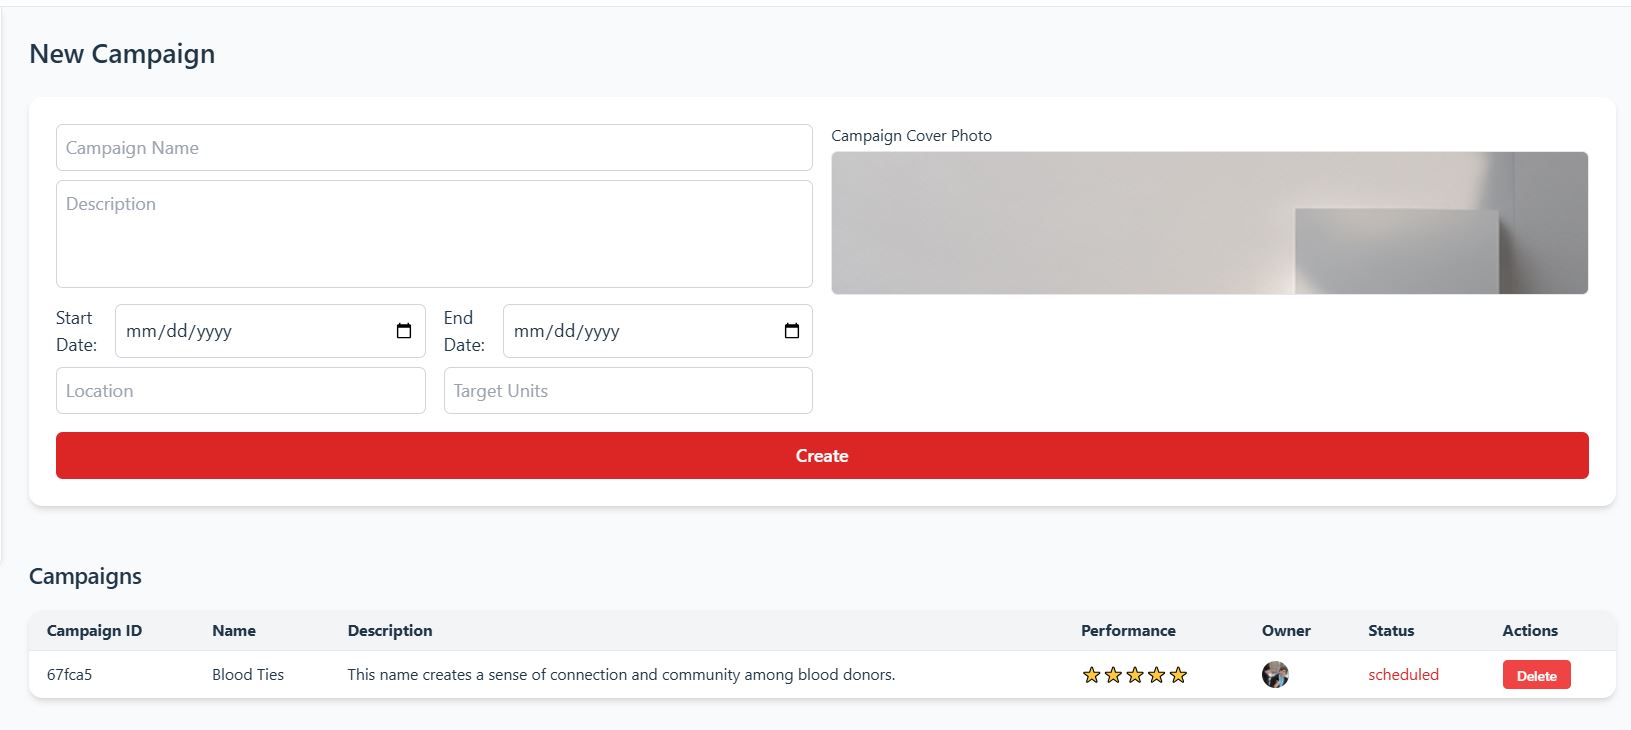 New Campaign
Campaign Name
Campaign Cover Photo
Description
Start Date:
mm/dd/yyyy
End Date:
mm/dd/yyyy
Location
Target Units
Create
Campaigns
Campaign ID Name Description Performance Owner Status Actions
67fca5 Blood Ties This name creates a sense of connection and community among blood donors. scheduled Delete